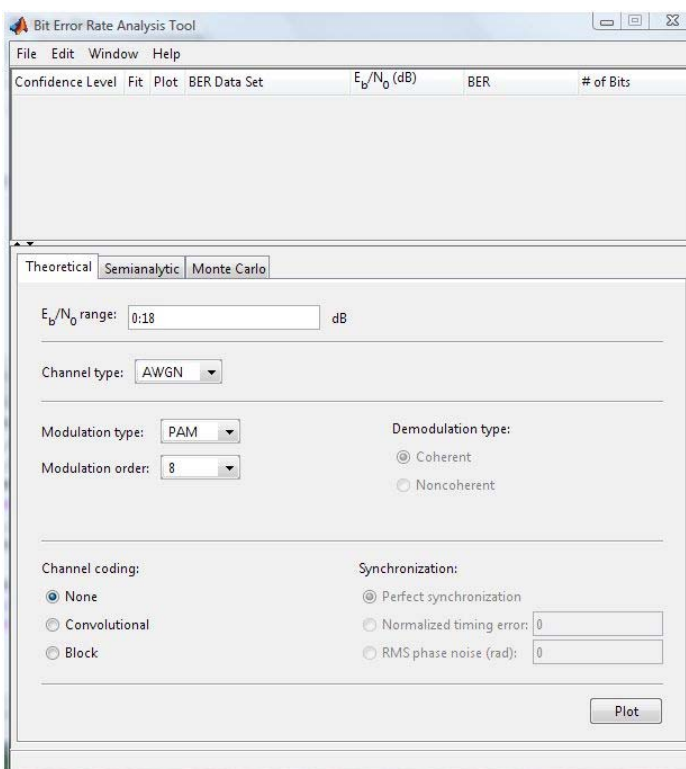 Bit Error Rate Analysis Tool
File Edit Window Help
Confidence Level Fit Plot BER Data Set Eb/N0 (dB) BER # of Bits
Theoretical Semianalytic Monte Carlo
Eb/N0 range: 0:18 dB
Channel type: AWGN
Modulation type: PAM Demodulation type:
Modulation order: 8 Coherent
Noncoherent
Channel coding: Synchronization:
None Perfect synchronization
Convolutional Normalized timing error: 0
Block RMS phase noise (rad): 0
Plot